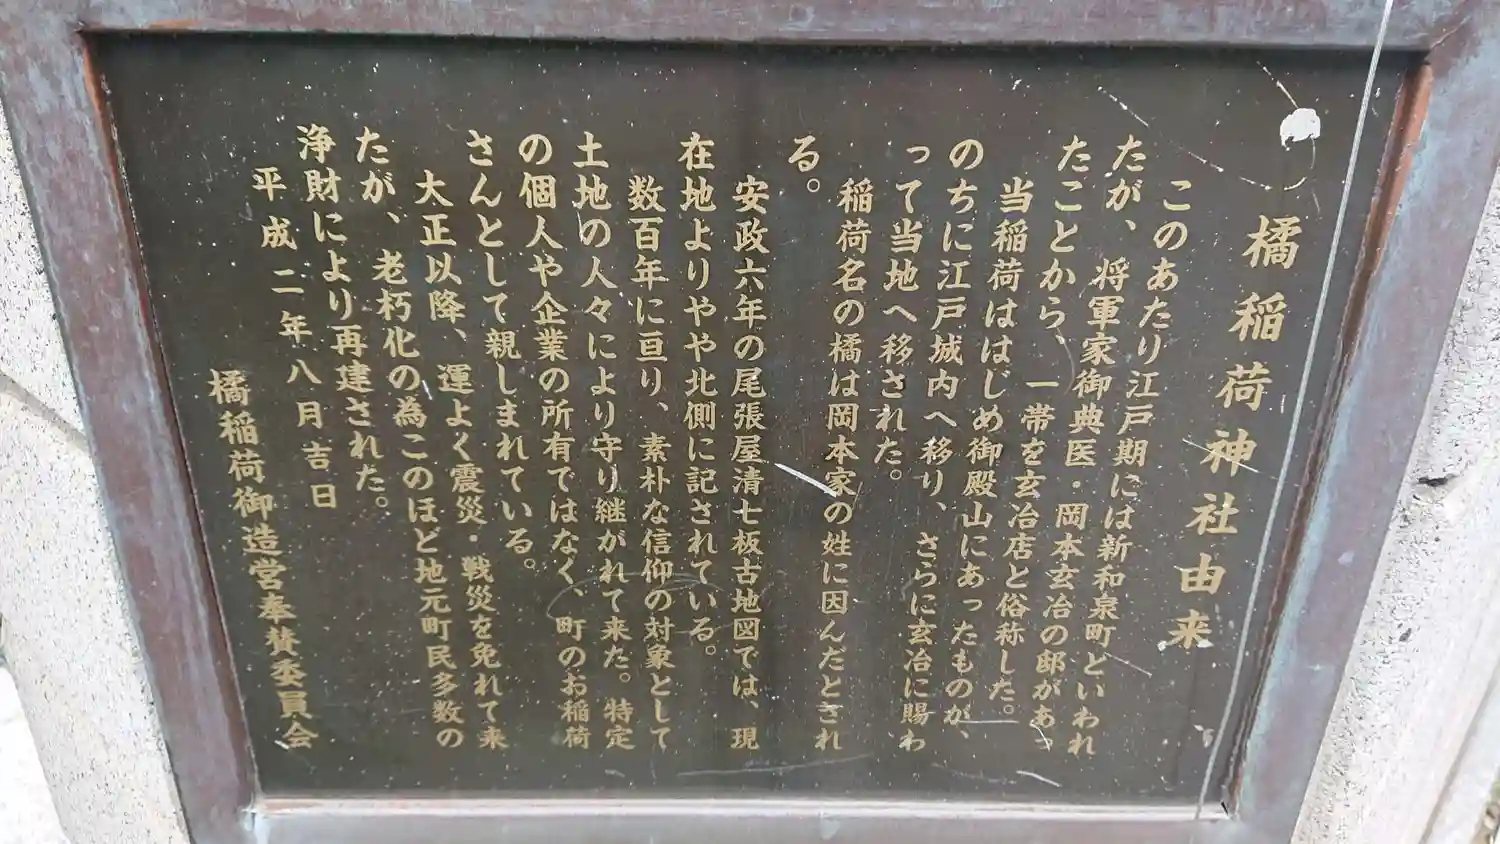 橘稲荷神社由来
このあたり江戸期には新和泉町といわれ
たが、将軍家御典医・岡本玄冶の邸があっ
たことから、一帯を玄冶店と俗称した。
当稲荷ははじめ御殿山にあったものが、
のちに江戸城内へ移り、さらに玄冶に賜わ
って当地へ移された。
稲荷名の橘は岡本家の姓に因んだとされ
る。
安政六年の尾張屋清七板古地図では、現
在地よりやや北側に記されている。
数百年に亘り、素朴な信仰の対象として
土地の人々により守り継がれて来た。特定
の個人や企業の所有ではなく、町のお稲荷
さんとして親しまれている。
大正以降、運よく震災・戦災を免れて来
たが、老朽化の為このほど地元町民多数の
浄財により再建された。
平成二年八月吉日
橘稲荷御造営奉賛委員会